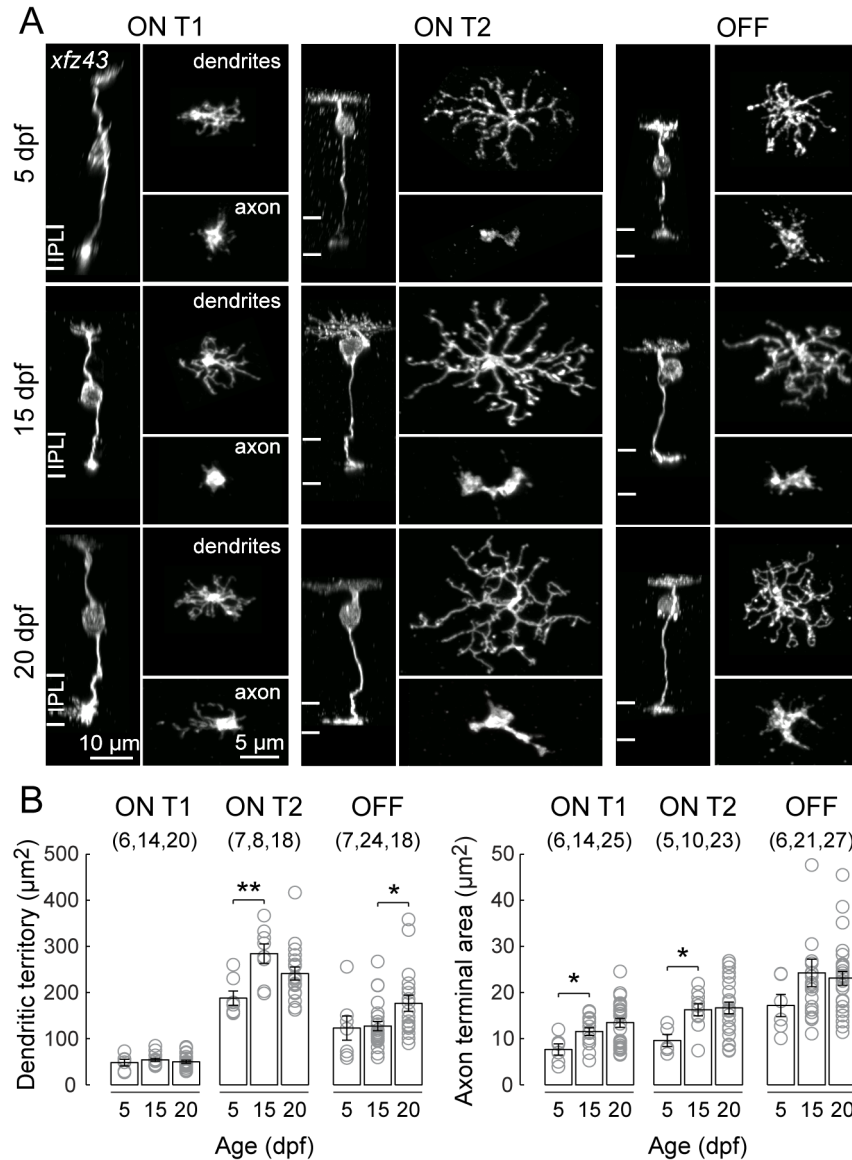 A
ON T1
ON T2
OFF
xfz43
dendrites
5 dpf
axon
IPL
dendrites
15 dpf
axon
IPL
dendrites
20 dpf
axon
IPL
10 µm
5 µm
B
ON T1
ON T2
OFF
(6,14,20)
(7,8,18)
(7,24,18)
Dendritic territory (µm²)
500
400
300
200
100
0
**
*
5 15 20
5 15 20
5 15 20
Age (dpf)
ON T1
ON T2
OFF
(6,14,25)
(5,10,23)
(6,21,27)
Axon terminal area (µm²)
50
40
30
20
10
0
*
*
5 15 20
5 15 20
5 15 20
Age (dpf)